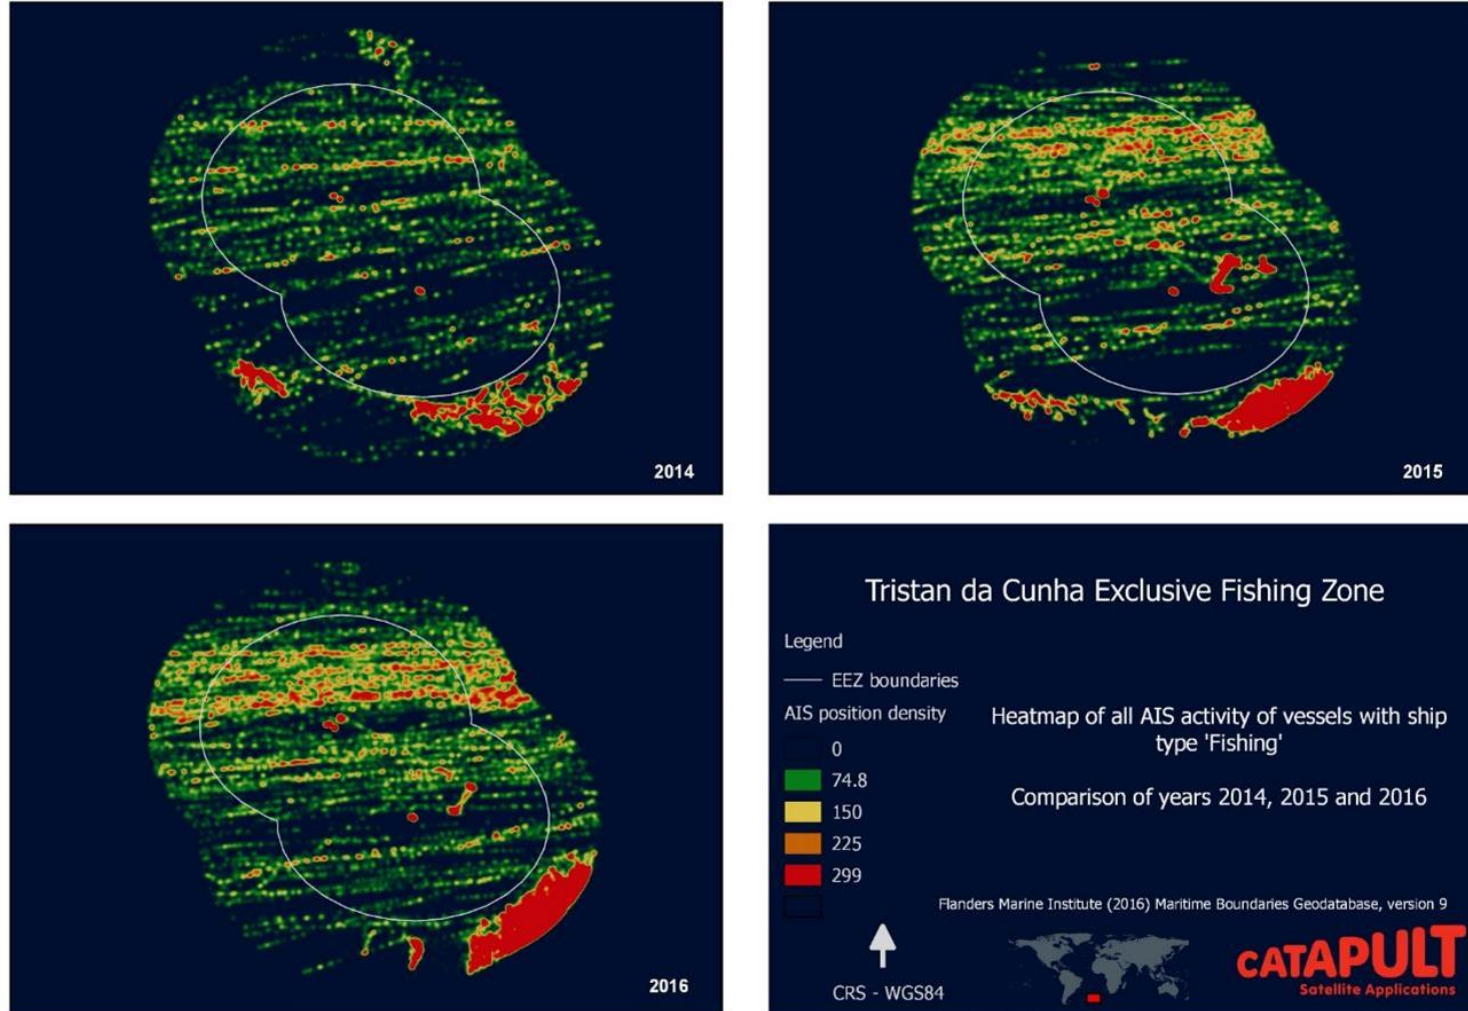 2014
2015
2016
Tristan da Cunha Exclusive Fishing Zone
Legend
EEZ boundaries
AIS position density
0
74.8
150
225
299
Heatmap of all AIS activity of vessels with ship
type 'Fishing'
Comparison of years 2014, 2015 and 2016
Flanders Marine Institute (2016) Maritime Boundaries Geodatabase, version 9
CRS - WGS84
CATAPULT
Satellite Applications